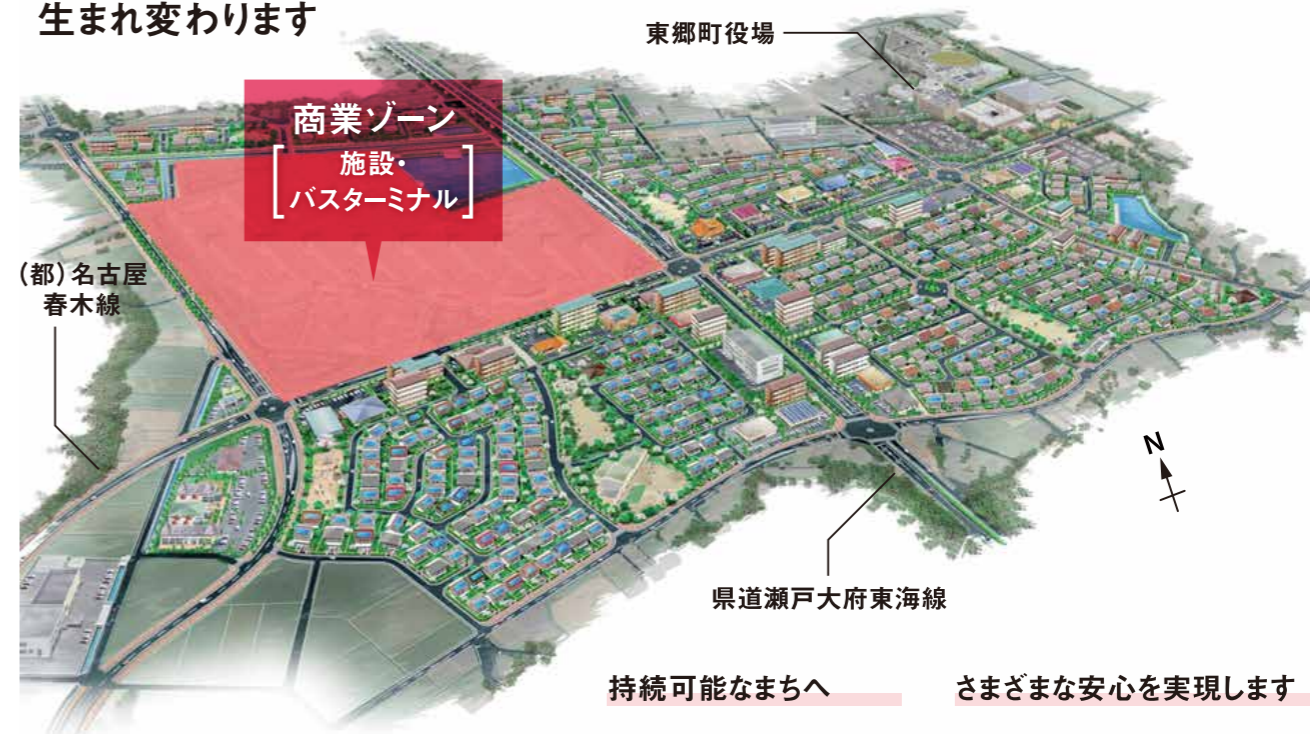 生まれ変わります
東郷町役場
商業ゾーン
施設・
バスターミナル
(都)名古屋
春木線
N
県道瀬戸大府東海線
持続可能なまちへ
さまざまな安心を実現します